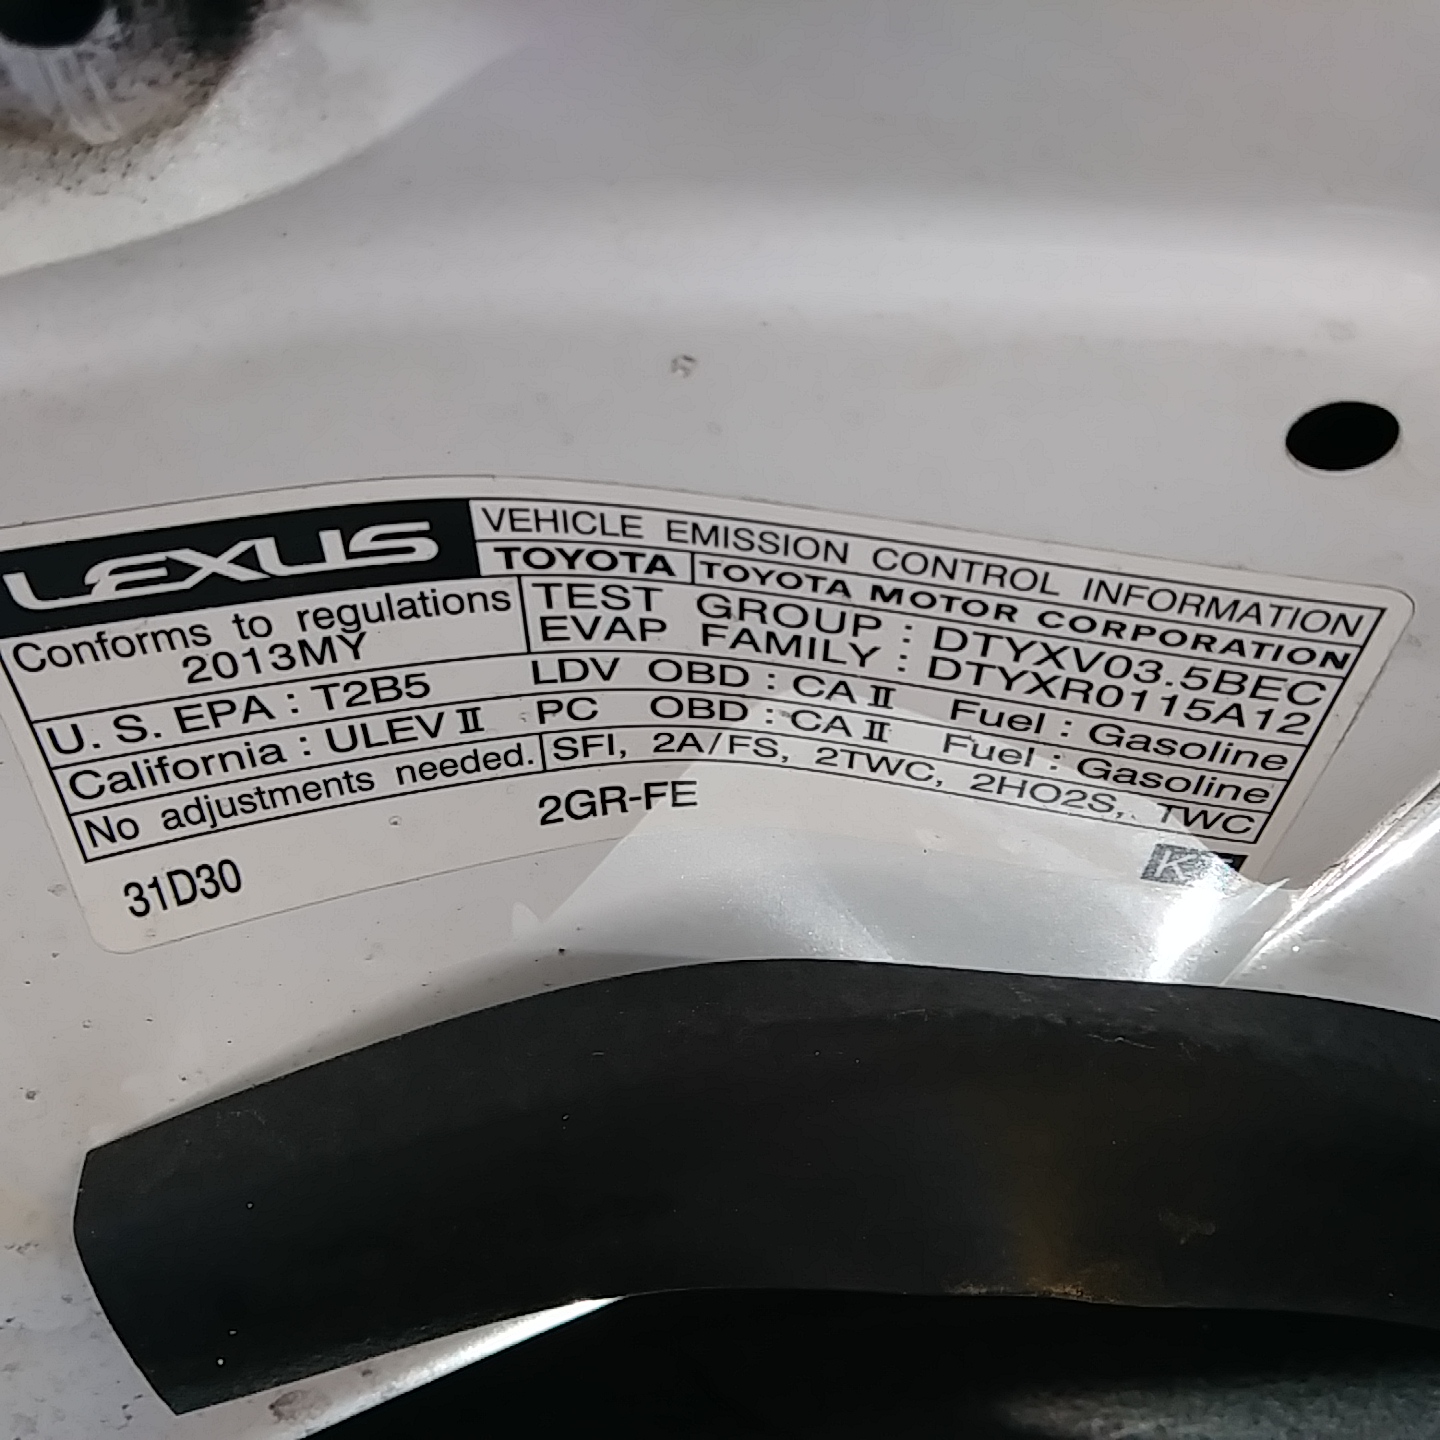 LEXUS
VEHICLE EMISSION CONTROL INFORMATION
TOYOTA TOYOTA MOTOR CORPORATION
Conforms to regulations
2013MY
TEST GROUP : DTYXV03.5BEC
EVAP FAMILY : DTYXR0115A12
U. S. EPA : T2B5 LDV OBD : CA II Fuel : Gasoline
California : ULEV II PC OBD : CA II Fuel : Gasoline
No adjustments needed. SFI, 2A/FS, 2TWC, 2HO2S, TWC
2GR-FE
31D30